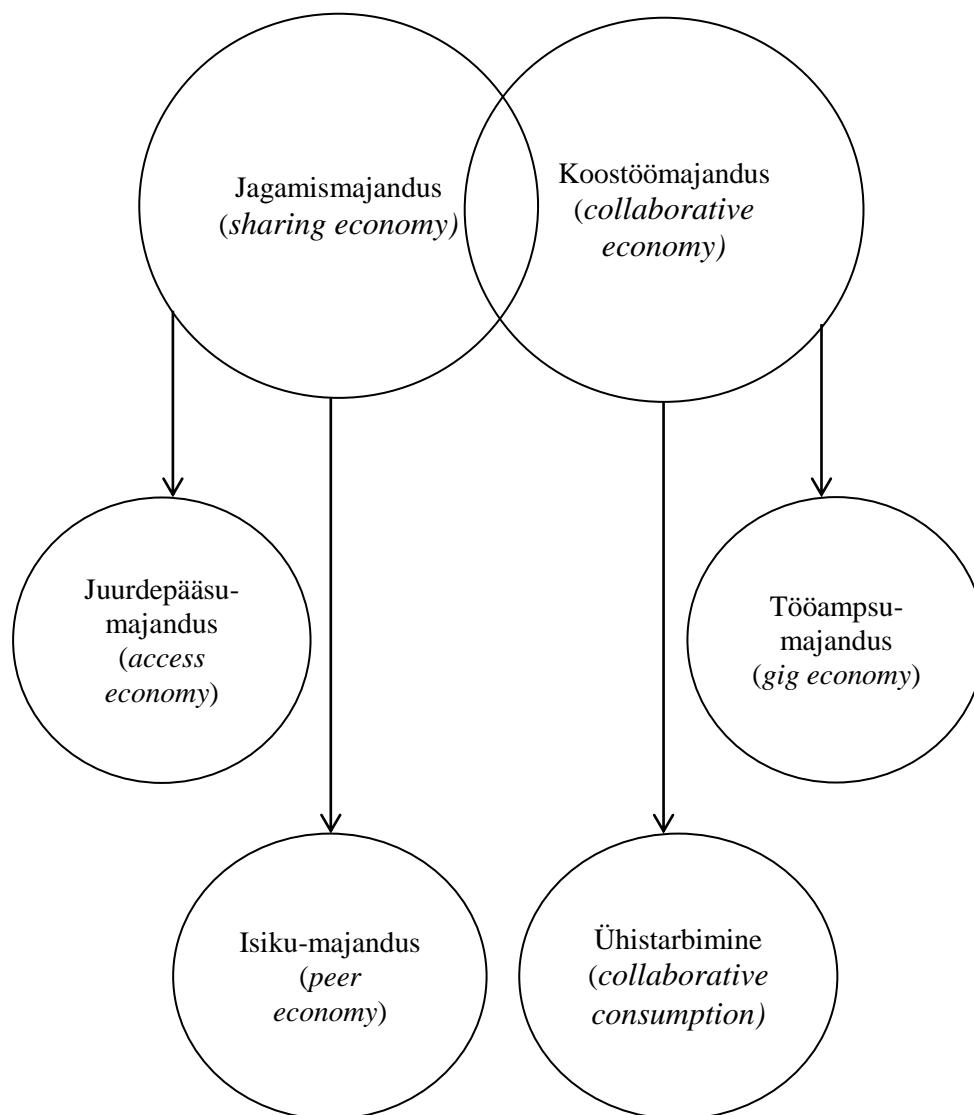 Jagamismajandus
(sharing economy)
Koostöömajandus
(collaborative
economy)
Juurdepääsu-
majandus
(access
economy)
Tööampsu-
majandus
(gig economy)
Isiku-majandus
(peer
economy)
Ühistarbimine
(collaborative
consumption)